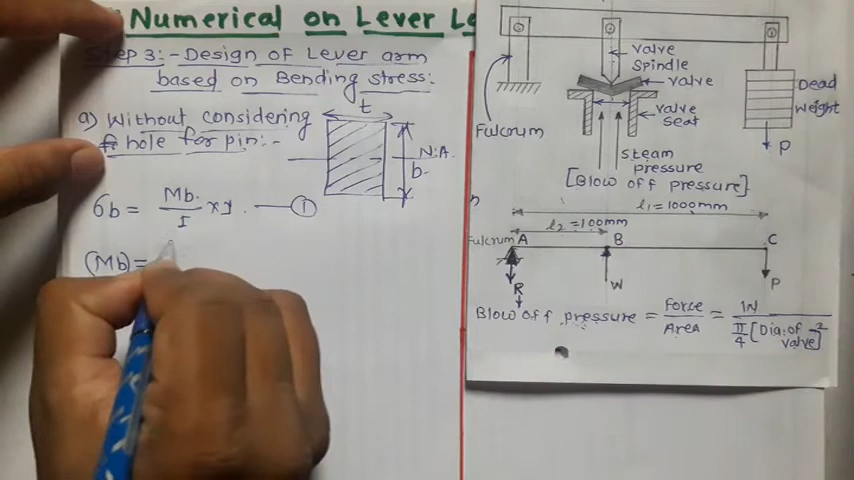 Numerical on Lever L
Step 3:- Design of Lever arm
based on Bending stress:
a) Without considering
hole for pin:-
t
N.A.
b
σb = Mb. / I × y. — ①
(Mb) =
valve
spindle
valve
valve
seat
Fulcrum
Dead
weight
P
steam
pressure
[Blow off pressure]
l1 = 1000mm
l2 = 100mm
Fulcrum A
B
C
R
W
P
Blow off pressure = Force / Area = W / π/4 [Dia. of valve]²